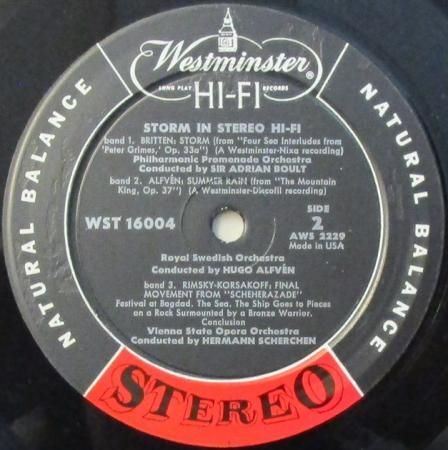 Westminster®
LONG PLAY RECORDS
HI-FI
NATURAL BALANCE
NATURAL BALANCE
STORM IN STEREO HI-FI
band 1. BRITTEN: STORM (from "Four Sea Interludes from
'Peter Grimes,' Op. 33a") (A Westminster-Nixa recording)
Philharmonic Promenade Orchestra
Conducted by SIR ADRIAN BOULT
band 2. ALFVÉN: SUMMER RAIN (from "The Mountain
King, Op. 37") (A Westminster-Discofil recording)
WST 16004
SIDE
2
AWS 2229
Made in USA
Royal Swedish Orchestra
Conducted by HUGO ALFVÉN
band 3. RIMSKY-KORSAKOFF: FINAL
MOVEMENT FROM "SCHEHERAZADE"
Festival at Bagdad. The Sea. The Ship Goes to Pieces
on a Rock Surmounted by a Bronze Warrior.
Conclusion
Vienna State Opera Orchestra
Conducted by HERMANN SCHERCHEN
STEREO